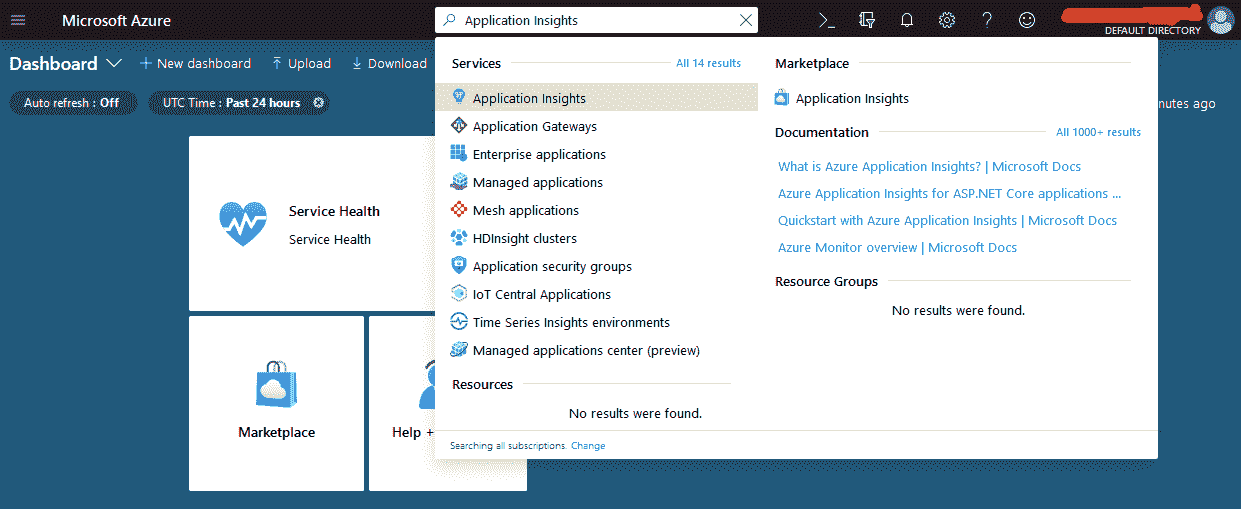 Microsoft Azure
Application Insights
DEFAULT DIRECTORY
Dashboard
New dashboard
Upload
Download
Auto refresh : Off
UTC Time : Past 24 hours
nutes ago
Service Health
Service Health
Marketplace
Help +
Services
All 14 results
Application Insights
Application Gateways
Enterprise applications
Managed applications
Mesh applications
HDInsight clusters
Application security groups
IoT Central Applications
Time Series Insights environments
Managed applications center (preview)
Resources
No results were found.
Searching all subscriptions. Change
Marketplace
Application Insights
Documentation
All 1000+ results
What is Azure Application Insights? | Microsoft Docs
Azure Application Insights for ASP.NET Core applications ...
Quickstart with Azure Application Insights | Microsoft Docs
Azure Monitor overview | Microsoft Docs
Resource Groups
No results were found.